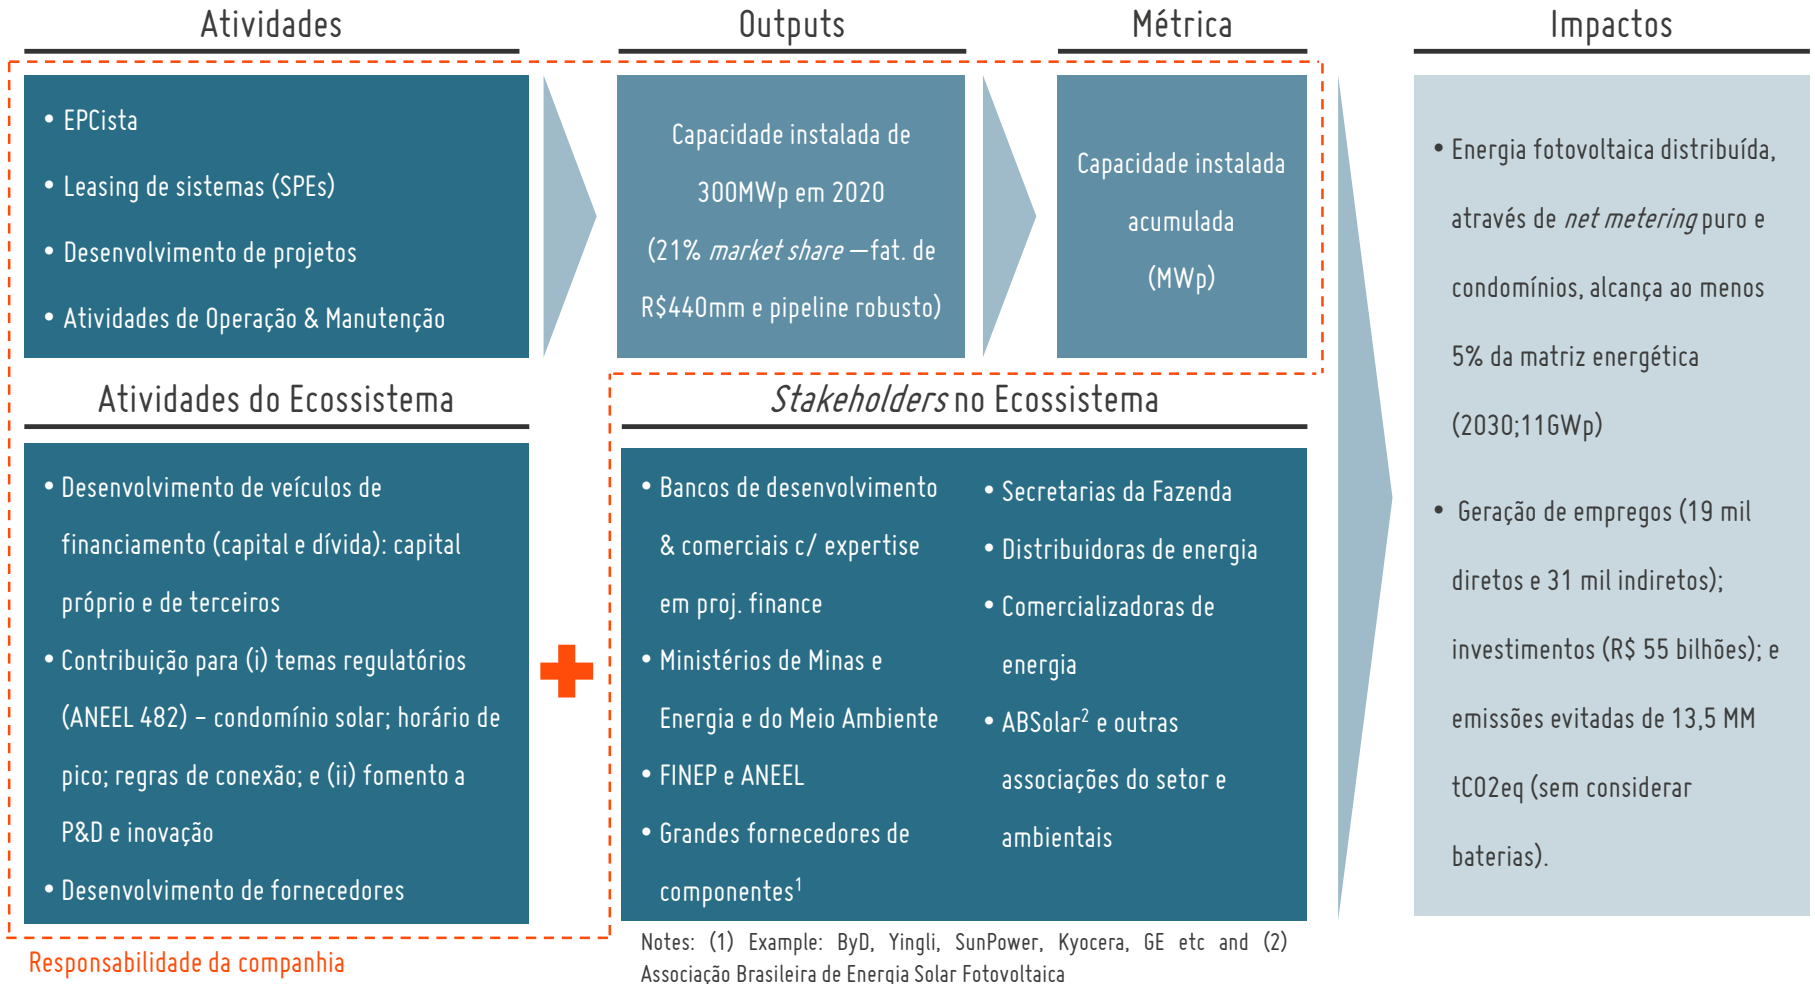 Atividades
Outputs
Métrica
Impactos
• EPCista
• Leasing de sistemas (SPEs)
• Desenvolvimento de projetos
• Atividades de Operação & Manutenção
Capacidade instalada de
300MWp em 2020
(21% market share –fat. de
R$440mm e pipeline robusto)
Capacidade instalada
acumulada
(MWp)
• Energia fotovoltaica distribuída,
através de net metering puro e
condomínios, alcança ao menos
5% da matriz energética
(2030;11GWp)
• Geração de empregos (19 mil
diretos e 31 mil indiretos);
investimentos (R$ 55 bilhões); e
emissões evitadas de 13,5 MM
tCO2eq (sem considerar
baterias).
Atividades do Ecossistema
• Desenvolvimento de veículos de
financiamento (capital e dívida): capital
próprio e de terceiros
• Contribuição para (i) temas regulatórios
(ANEEL 482) – condomínio solar; horário de
pico; regras de conexão; e (ii) fomento a
P&D e inovação
• Desenvolvimento de fornecedores
Stakeholders no Ecossistema
• Bancos de desenvolvimento
& comerciais c/ expertise
em proj. finance
• Ministérios de Minas e
Energia e do Meio Ambiente
• FINEP e ANEEL
• Grandes fornecedores de
componentes¹
• Secretarias da Fazenda
• Distribuidoras de energia
• Comercializadoras de
energia
• ABSolar² e outras
associações do setor e
ambientais
Responsabilidade da companhia
Notes: (1) Example: ByD, Yingli, SunPower, Kyocera, GE etc and (2)
Associação Brasileira de Energia Solar Fotovoltaica